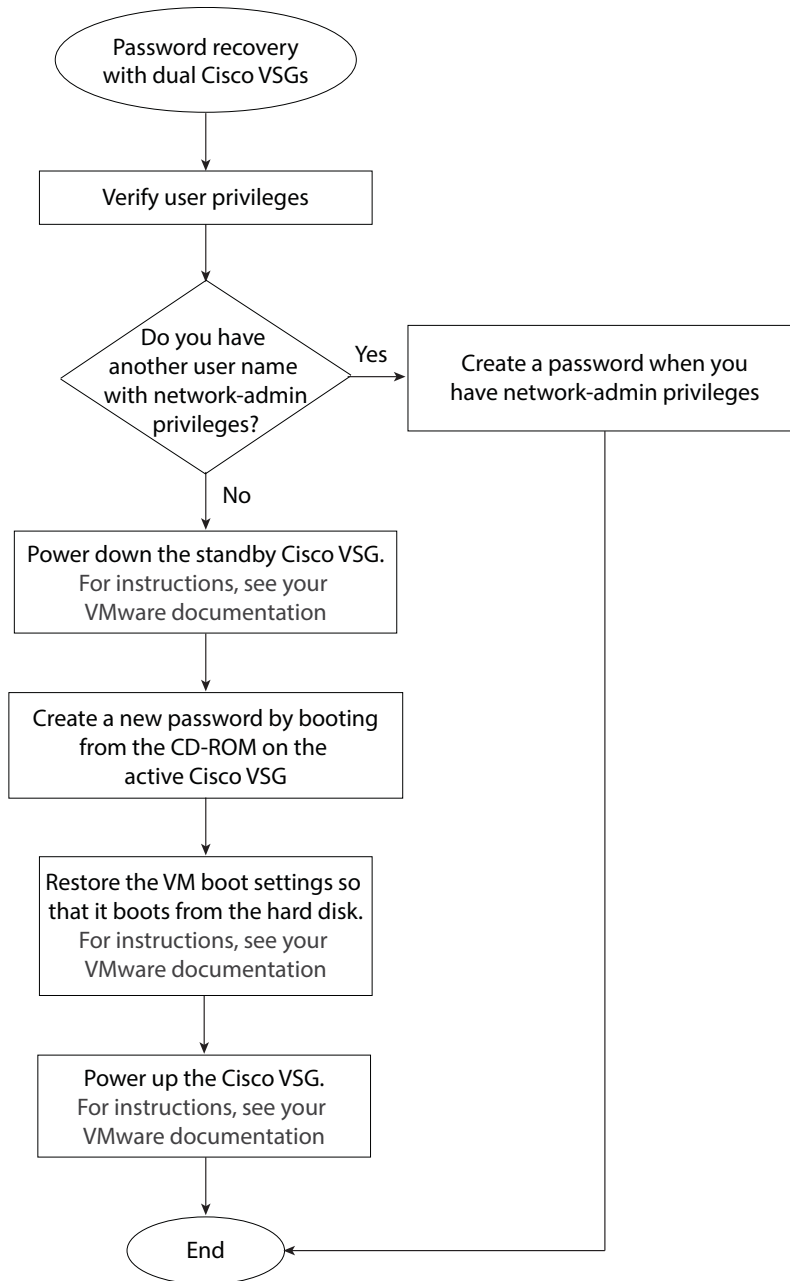 Password recovery
with dual Cisco VSGs
Verify user privileges
Do you have
another user name
with network-admin
privileges?
Yes
Create a password when you
have network-admin privileges
No
Power down the standby Cisco VSG.
For instructions, see your
VMware documentation
Create a new password by booting
from the CD-ROM on the
active Cisco VSG
Restore the VM boot settings so
that it boots from the hard disk.
For instructions, see your
VMware documentation
Power up the Cisco VSG.
For instructions, see your
VMware documentation
End